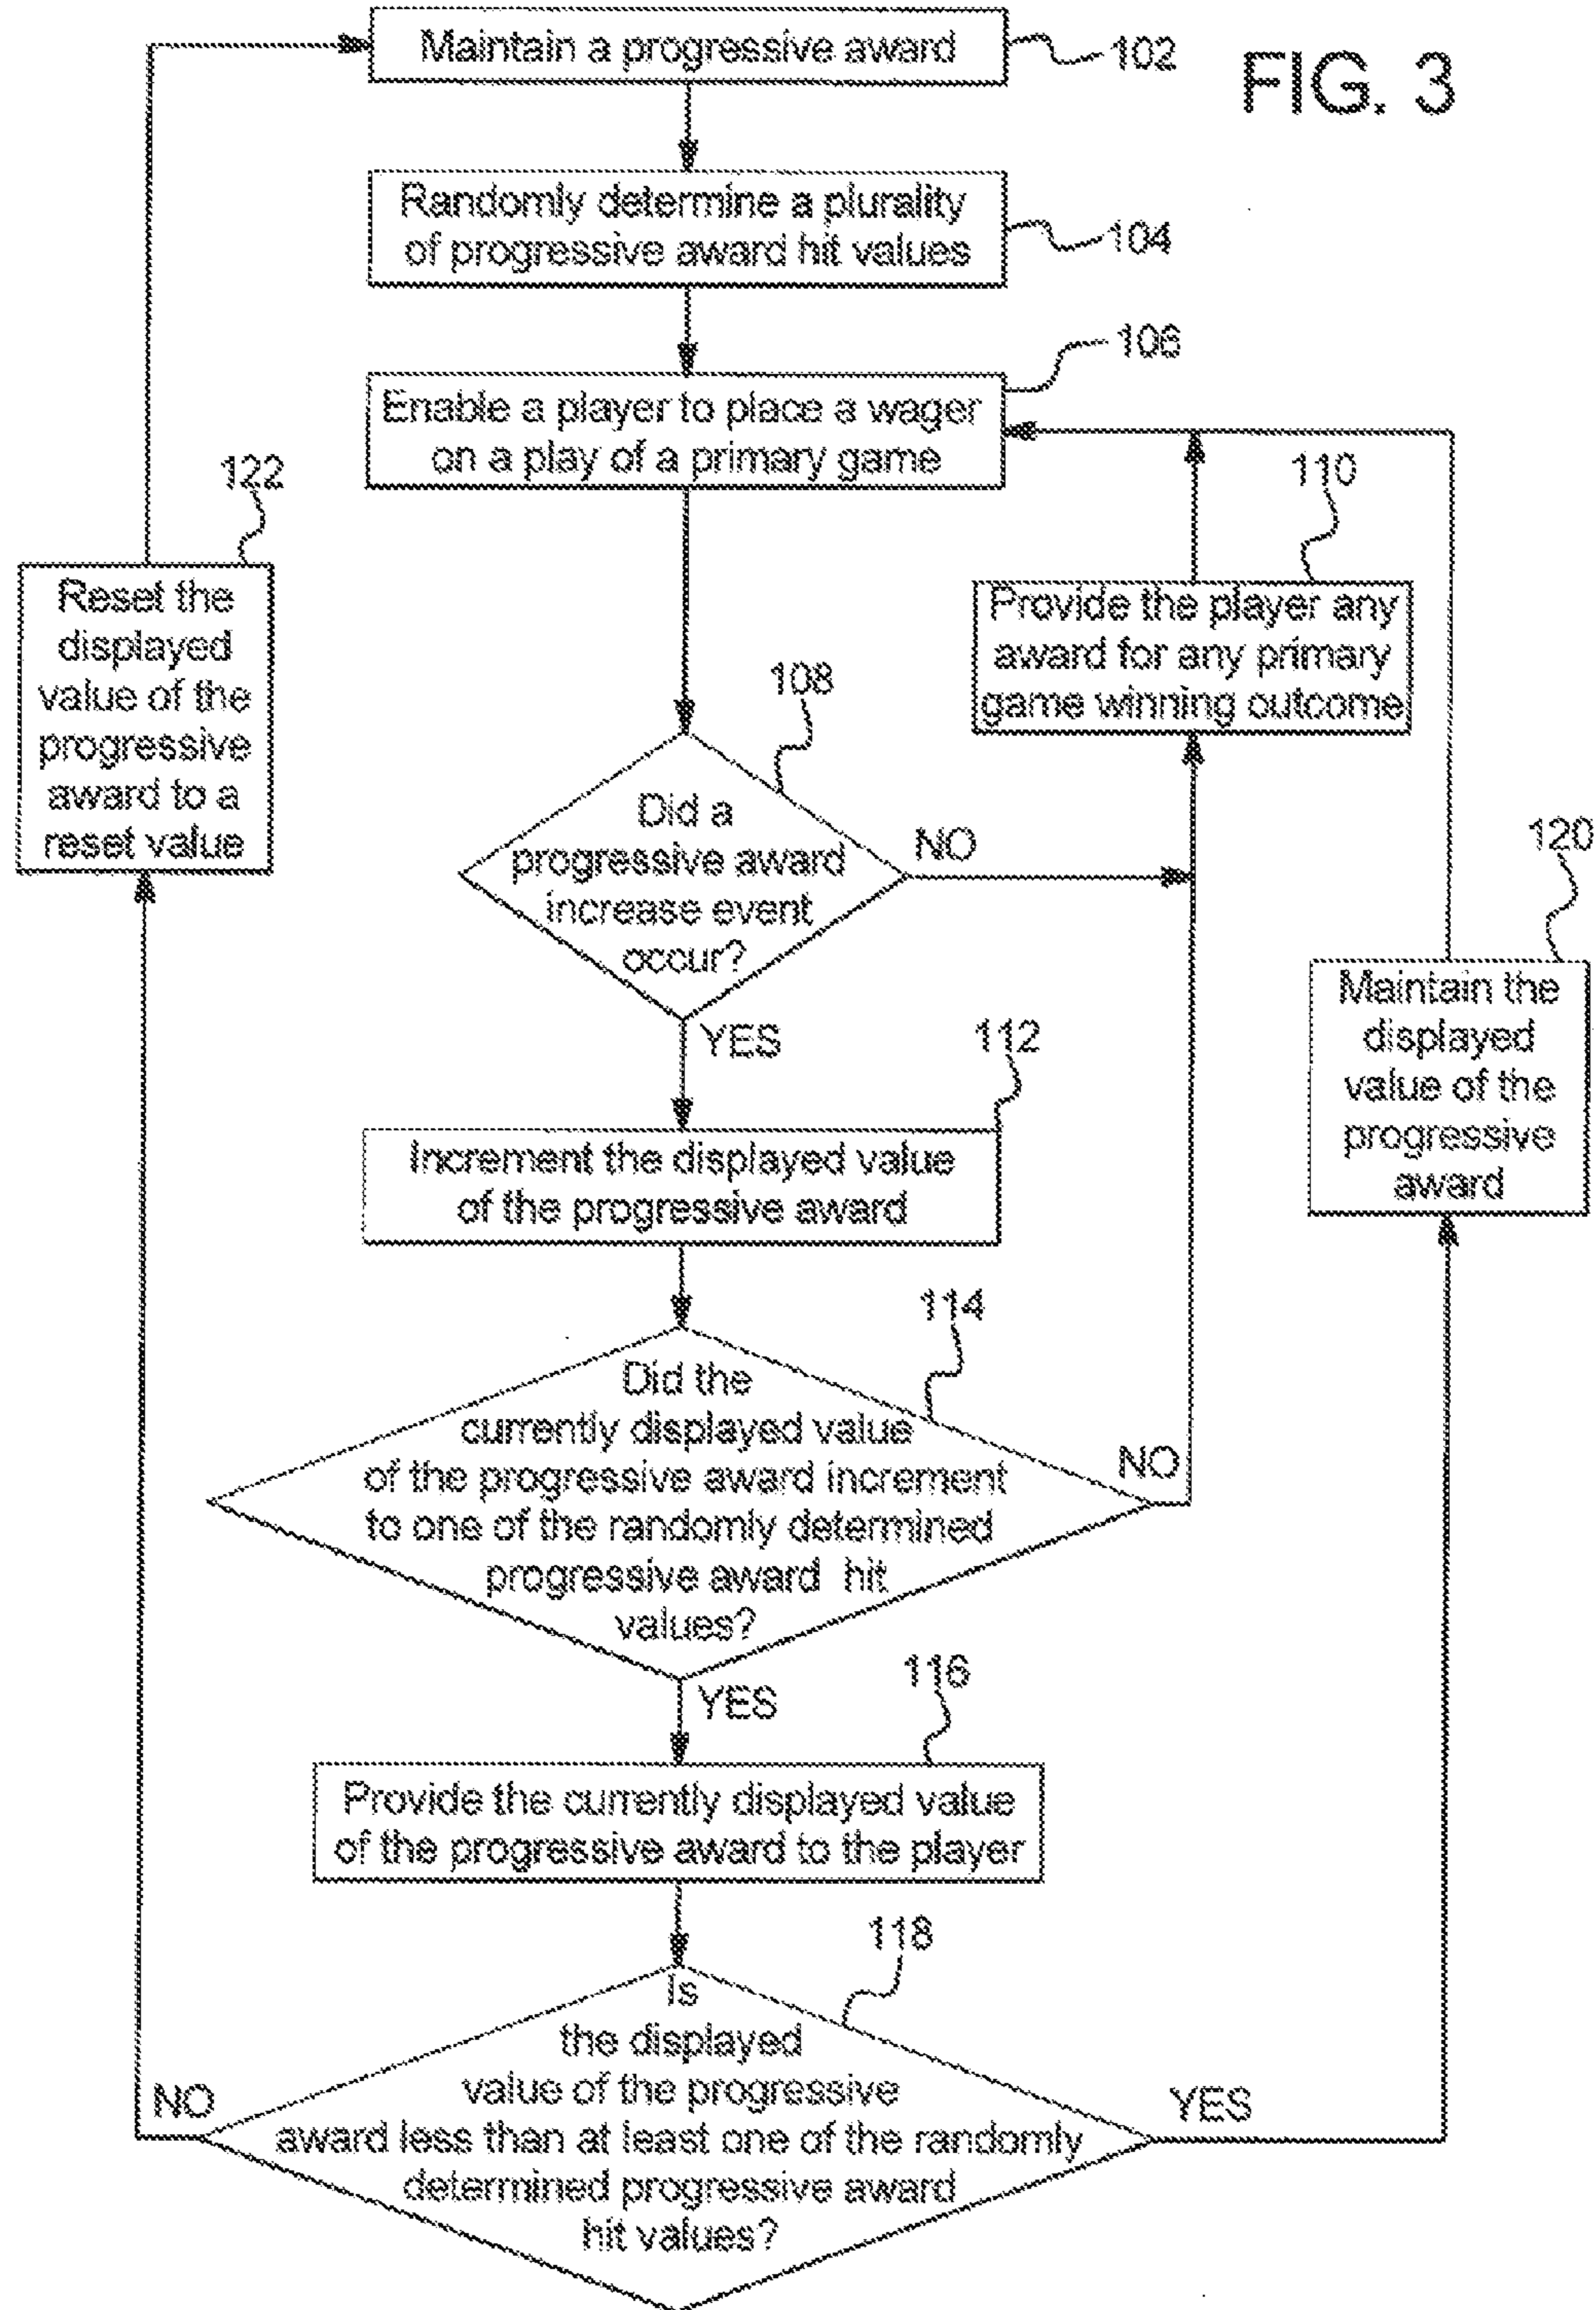 Maintain a progressive award
102
FIG. 3
Randomly determine a plurality
of progressive award hit values
104
106
Enable a player to place a wager
on a play of a primary game
122
110
Reset the
displayed
value of the
progressive
award to a
reset value
Provide the player any
award for any primary
game winning outcome
108
Did a
progressive award
increase event
occur?
NO
YES
120
Maintain the
displayed
value of the
progressive
award
112
Increment the displayed value
of the progressive award
114
Did the
currently displayed value
of the progressive award increment
to one of the randomly determined
progressive award hit
values?
NO
YES
116
Provide the currently displayed value
of the progressive award to the player
118
Is
the displayed
value of the progressive
award less than at least one of the randomly
determined progressive award
hit values?
NO
YES